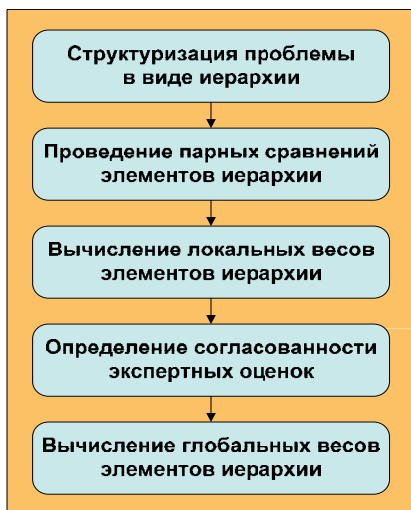 Структуризация проблемы
в виде иерархии
Проведение парных сравнений
элементов иерархии
Вычисление локальных весов
элементов иерархии
Определение согласованности
экспертных оценок
Вычисление глобальных весов
элементов иерархии